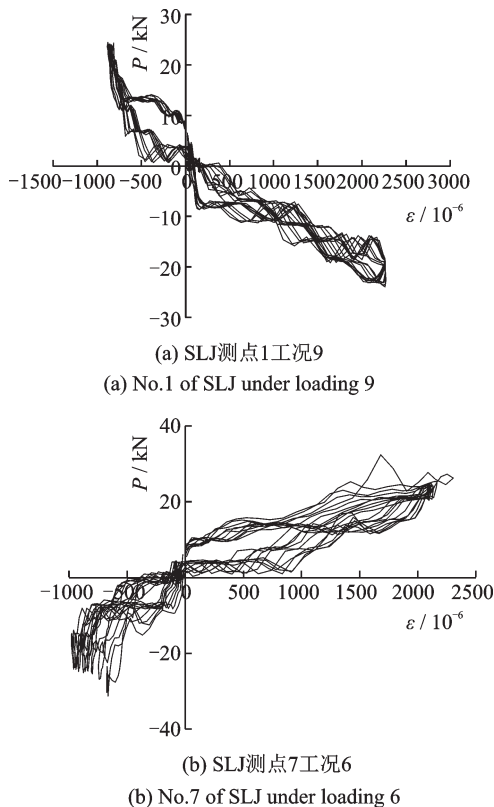 P / kN
30
20
10
0
−1500 −1000 −500 0 500 1000 1500 2000 2500 3000
ε / 10⁻⁶
−10
−20
−30
(a) SLJ测点1工况9
(a) No.1 of SLJ under loading 9
P / kN
40
20
0
−1000 −500 0 500 1000 1500 2000 2500
ε / 10⁻⁶
−20
−40
(b) SLJ测点7工况6
(b) No.7 of SLJ under loading 6